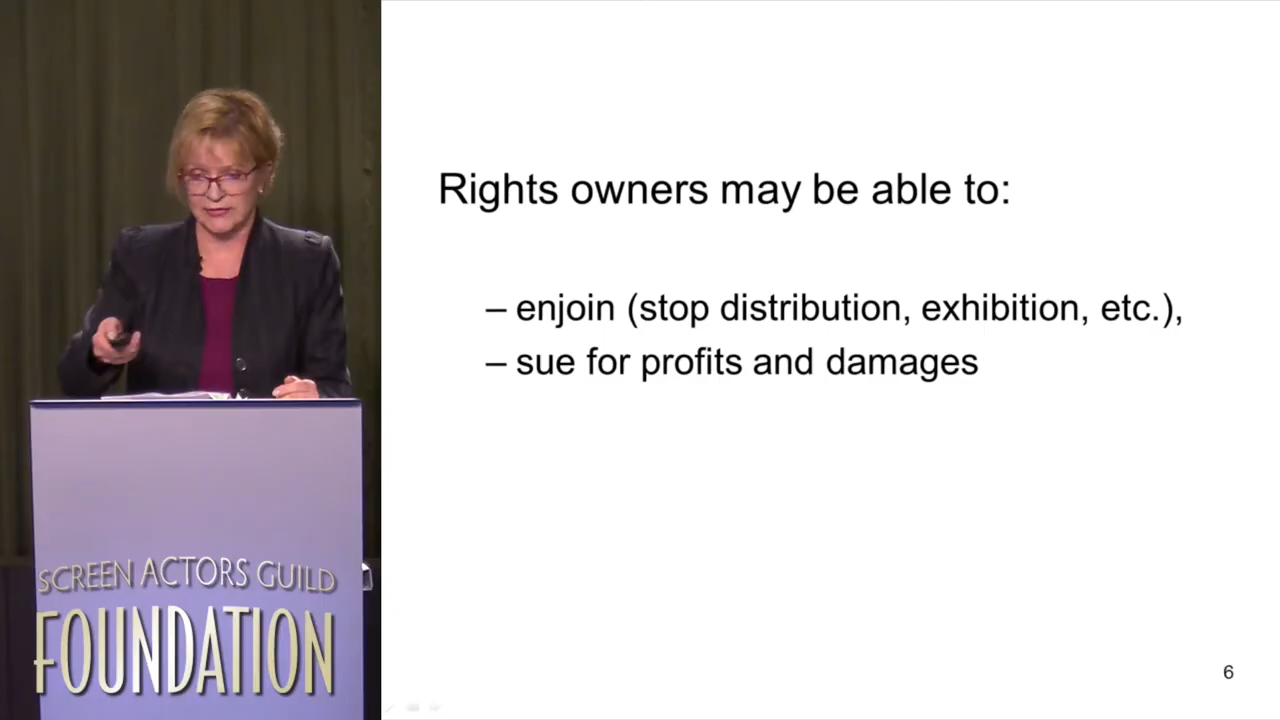 Rights owners may be able to:
– enjoin (stop distribution, exhibition, etc.),
– sue for profits and damages
SCREEN ACTORS GUILD
FOUNDATION
6